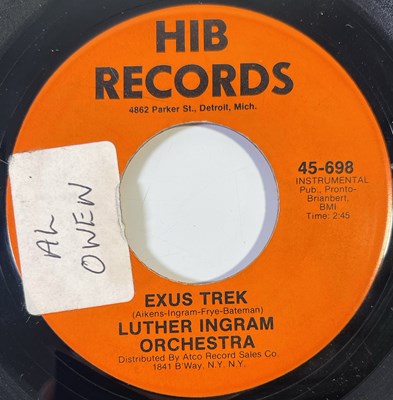 HIB
RECORDS
4862 Parker St., Detroit, Mich.
45-698
INSTRUMENTAL
Pub., Pronto-
Brianbert,
BMI
Time: 2:45
AL
OWEN
EXUS TREK
(Aikens-Ingram-Frye-Bateman)
LUTHER INGRAM
ORCHESTRA
Distributed By Atco Record Sales Co.
1841 B'Way. N.Y. N.Y.